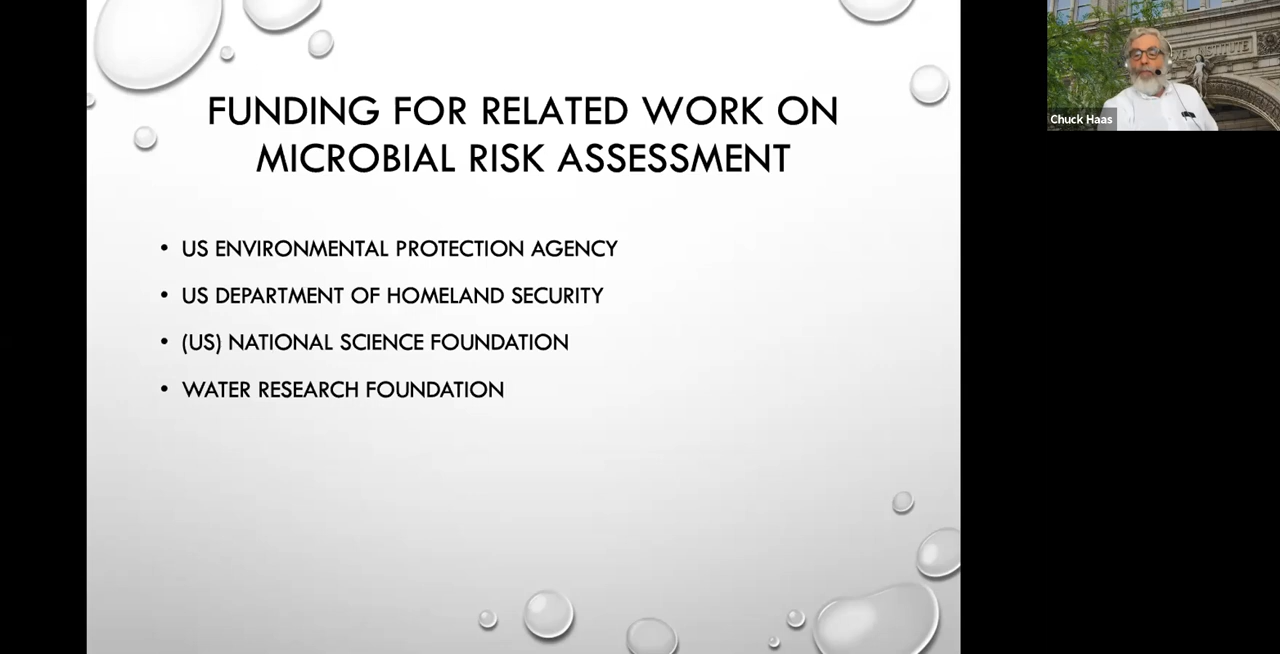 FUNDING FOR RELATED WORK ON
MICROBIAL RISK ASSESSMENT
• US ENVIRONMENTAL PROTECTION AGENCY
• US DEPARTMENT OF HOMELAND SECURITY
• (US) NATIONAL SCIENCE FOUNDATION
• WATER RESEARCH FOUNDATION
INSTITUTE
Chuck Haas